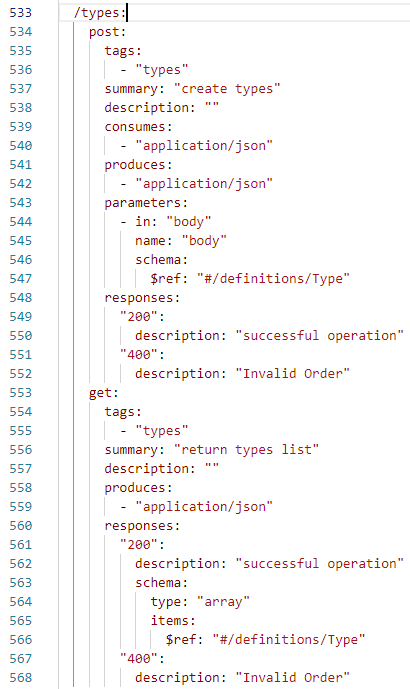 533 /types:
534 post:
535 tags:
536 - "types"
537 summary: "create types"
538 description: ""
539 consumes:
540 - "application/json"
541 produces:
542 - "application/json"
543 parameters:
544 - in: "body"
545 name: "body"
546 schema:
547 $ref: "#/definitions/Type"
548 responses:
549 "200":
550 description: "successful operation"
551 "400":
552 description: "Invalid Order"
553 get:
554 tags:
555 - "types"
556 summary: "return types list"
557 description: ""
558 produces:
559 - "application/json"
560 responses:
561 "200":
562 description: "successful operation"
563 schema:
564 type: "array"
565 items:
566 $ref: "#/definitions/Type"
567 "400":
568 description: "Invalid Order"